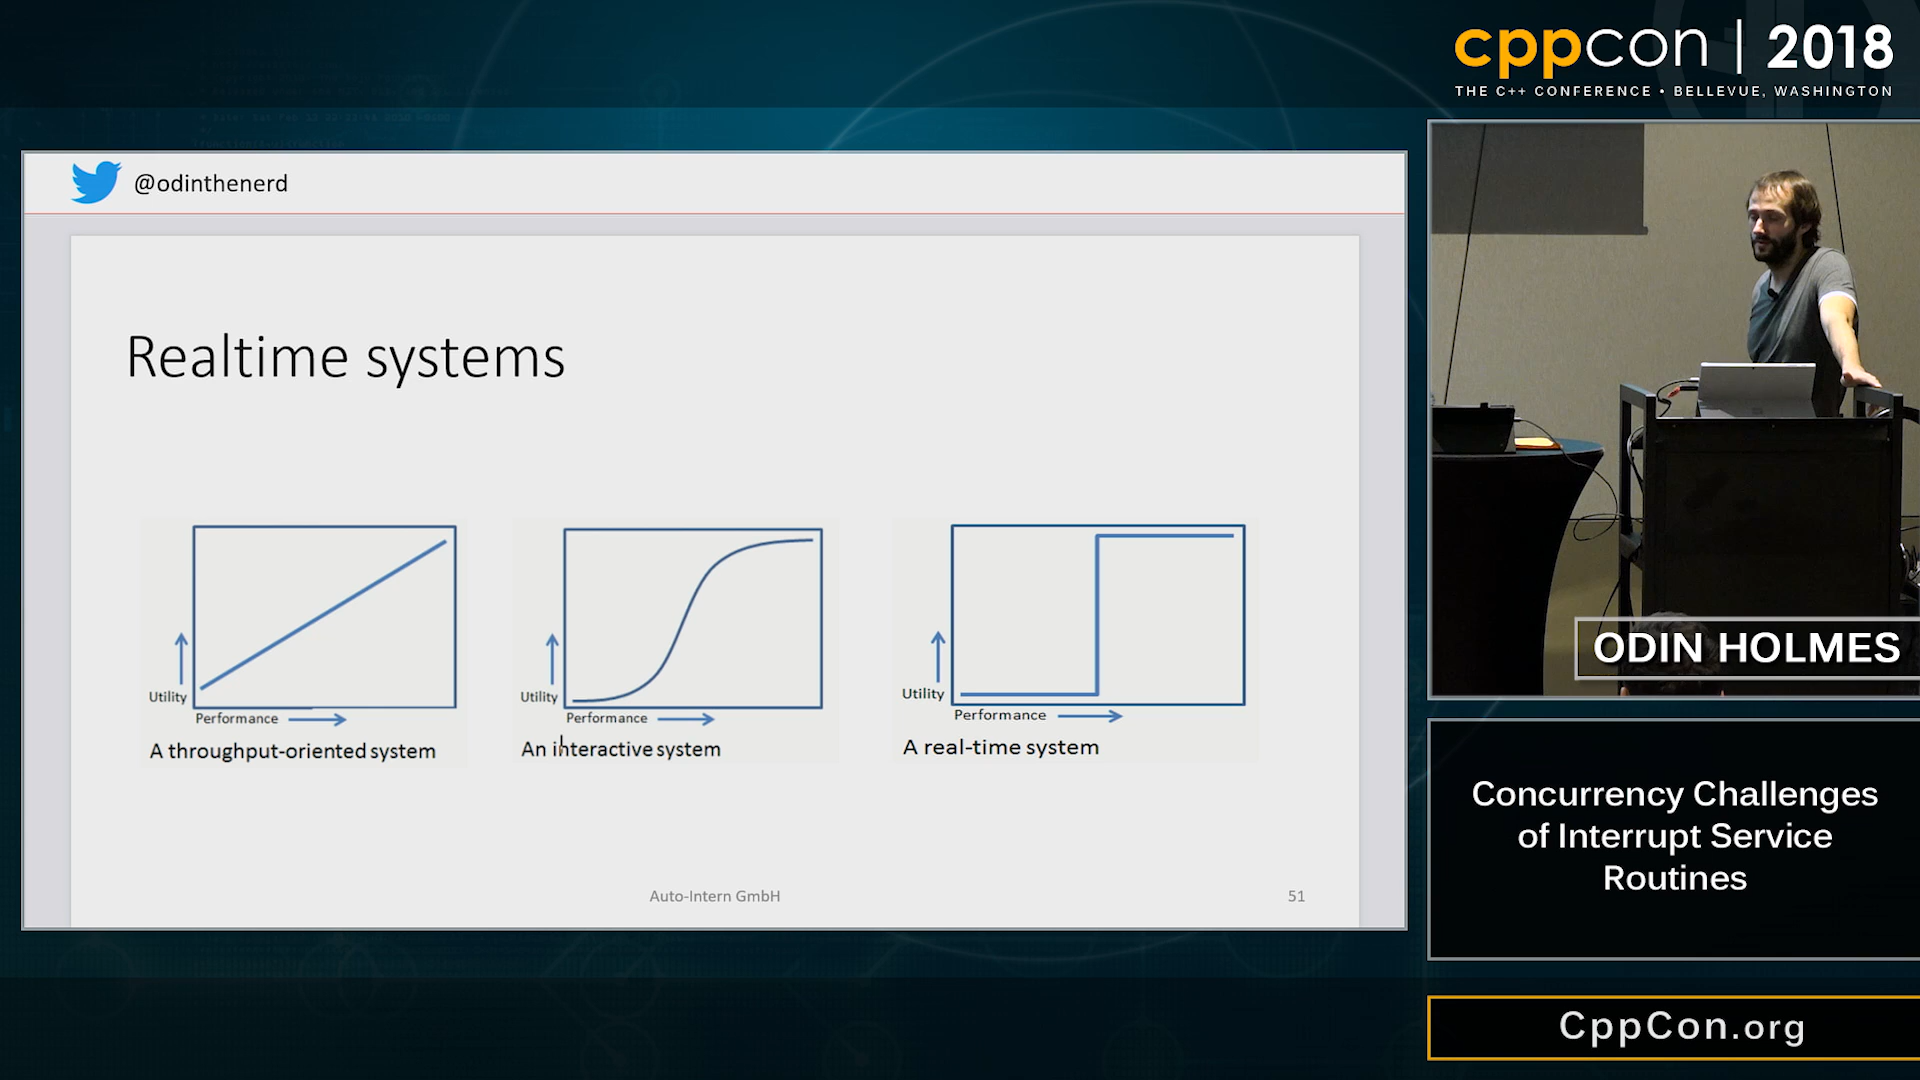 cppcon | 2018
THE C++ CONFERENCE • BELLEVUE, WASHINGTON
@odinthenerd
Realtime systems
Utility
Performance
A throughput-oriented system
Utility
Performance
An interactive system
Utility
Performance
A real-time system
Auto-Intern GmbH
51
ODIN HOLMES
Concurrency Challenges
of Interrupt Service
Routines
CppCon.org